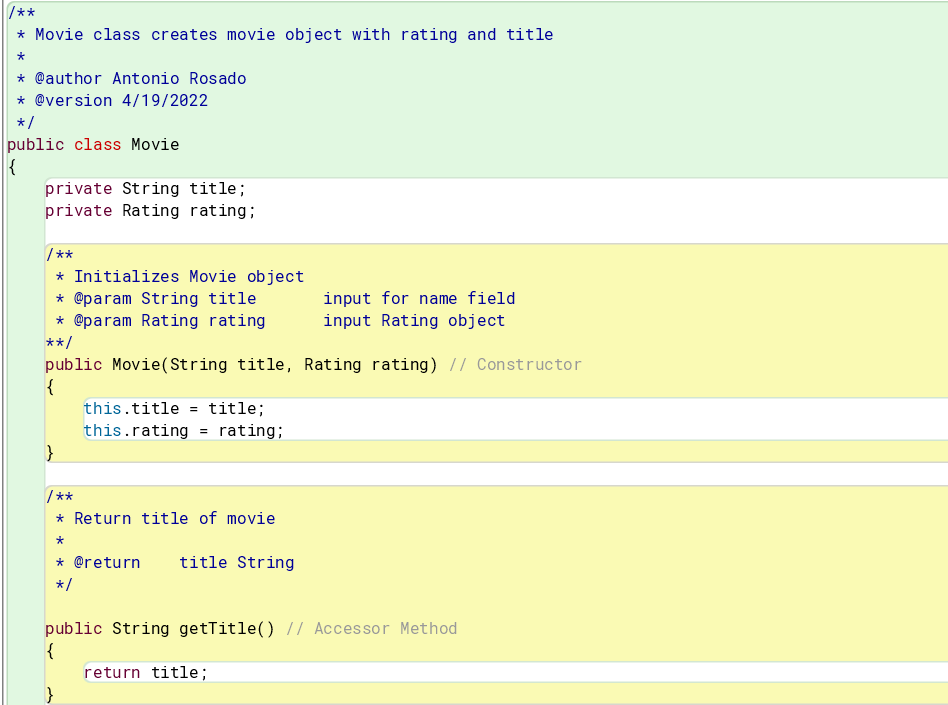 /**
 * Movie class creates movie object with rating and title
 *
 * @author Antonio Rosado
 * @version 4/19/2022
 */
public class Movie
{
    private String title;
    private Rating rating;

    /**
     * Initializes Movie object
     * @param String title       input for name field
     * @param Rating rating      input Rating object
    **/
    public Movie(String title, Rating rating) // Constructor
    {
        this.title = title;
        this.rating = rating;
    }

    /**
     * Return title of movie
     *
     * @return    title String
     */

    public String getTitle() // Accessor Method
    {
        return title;
    }